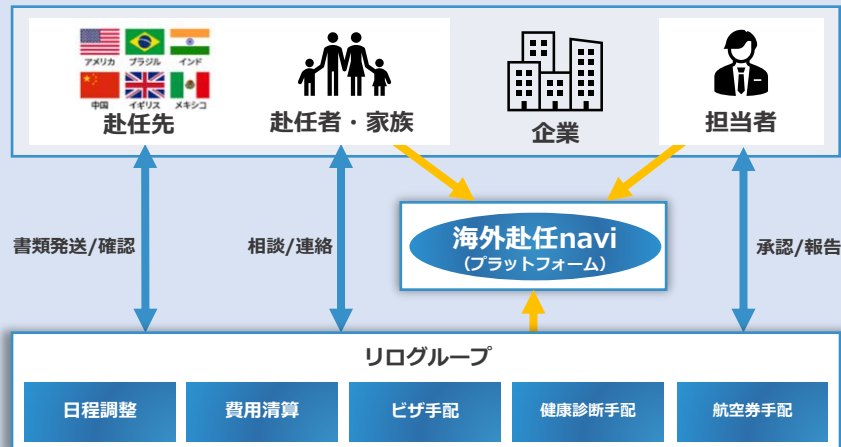 アメリカ ブラジル インド
中国 イギリス メキシコ
赴任先
赴任者・家族
企業
担当者
書類発送/確認
相談/連絡
海外赴任navi
(プラットフォーム)
承認/報告
リログループ
日程調整
費用清算
ビザ手配
健康診断手配
航空券手配